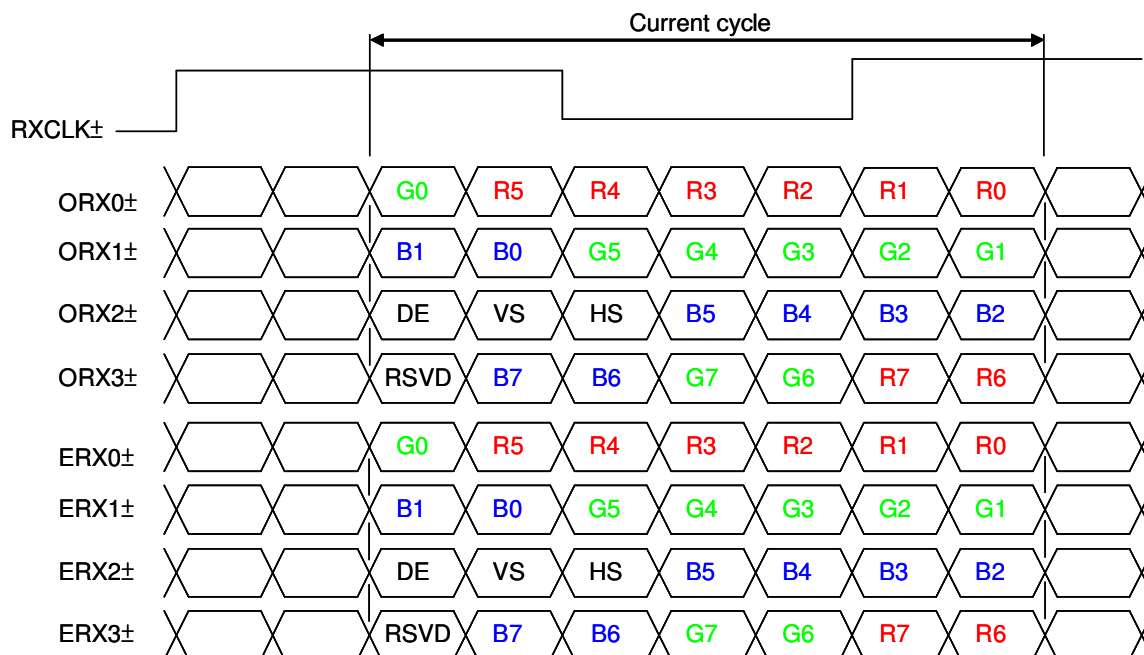 Current cycle
RXCLK±
ORX0± G0 R5 R4 R3 R2 R1 R0
ORX1± B1 B0 G5 G4 G3 G2 G1
ORX2± DE VS HS B5 B4 B3 B2
ORX3± RSVD B7 B6 G7 G6 R7 R6
ERX0± G0 R5 R4 R3 R2 R1 R0
ERX1± B1 B0 G5 G4 G3 G2 G1
ERX2± DE VS HS B5 B4 B3 B2
ERX3± RSVD B7 B6 G7 G6 R7 R6